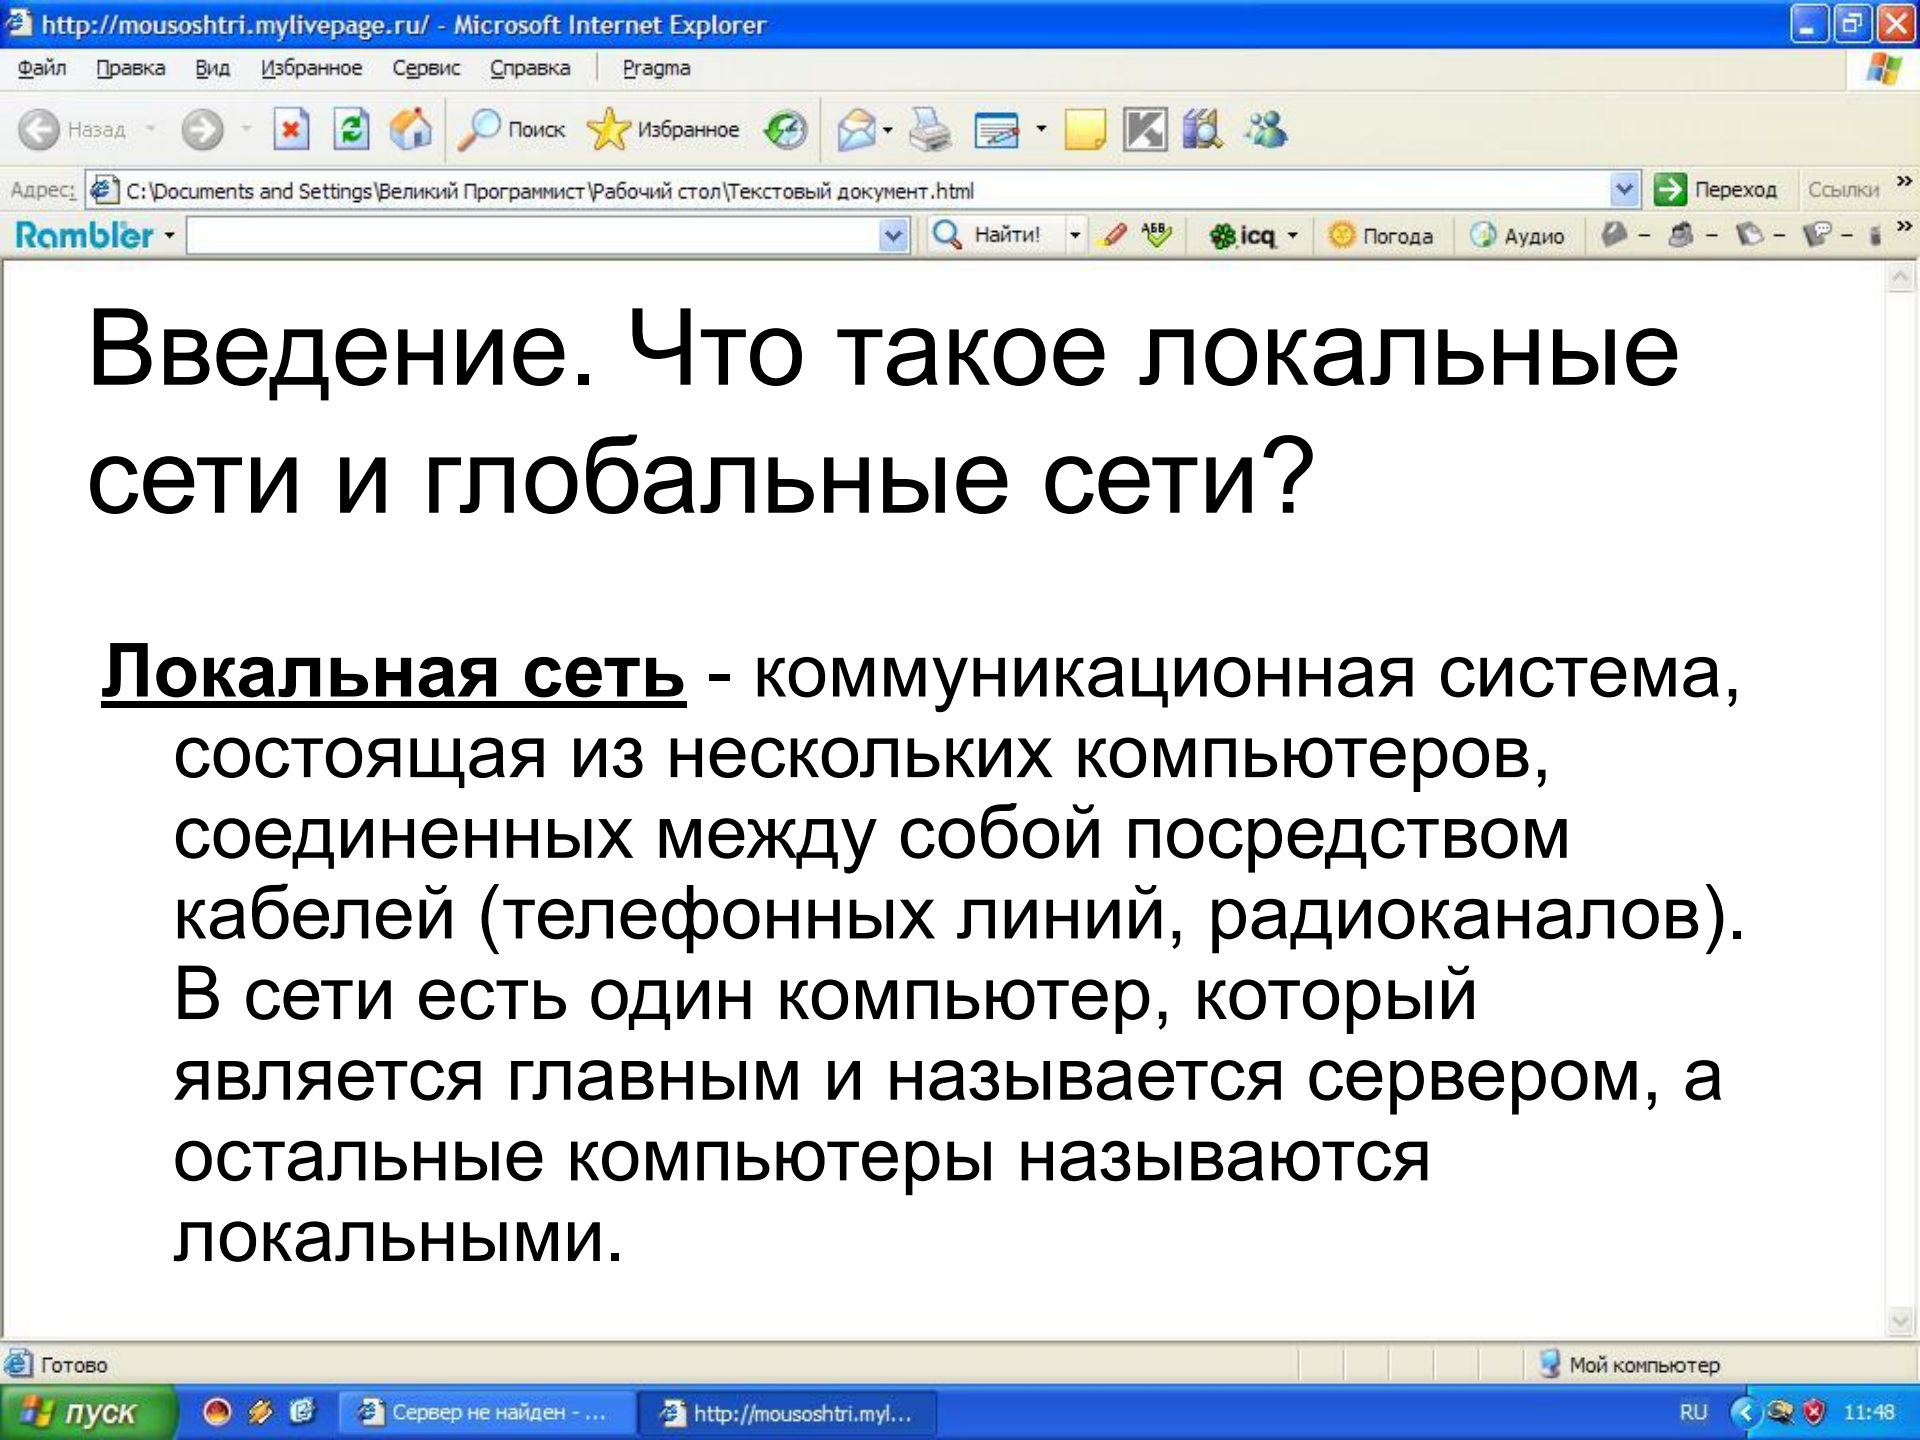 http://mousoshtri.mylivepage.ru/ - Microsoft Internet Explorer
Файл Правка Вид Избранное Сервис Справка Pragma
Назад Поиск Избранное
Адрес: C:\Documents and Settings\Великий Программист\Рабочий стол\Текстовый документ.html Переход Ссылки »
Rambler Найти! АБВ icq Погода Аудио »
Введение. Что такое локальные
сети и глобальные сети?
Локальная сеть - коммуникационная система,
состоящая из нескольких компьютеров,
соединенных между собой посредством
кабелей (телефонных линий, радиоканалов).
В сети есть один компьютер, который
является главным и называется сервером, а
остальные компьютеры называются
локальными.
Готово Мой компьютер
пуск Сервер не найден - ... http://mousoshtri.myl... RU 11:48